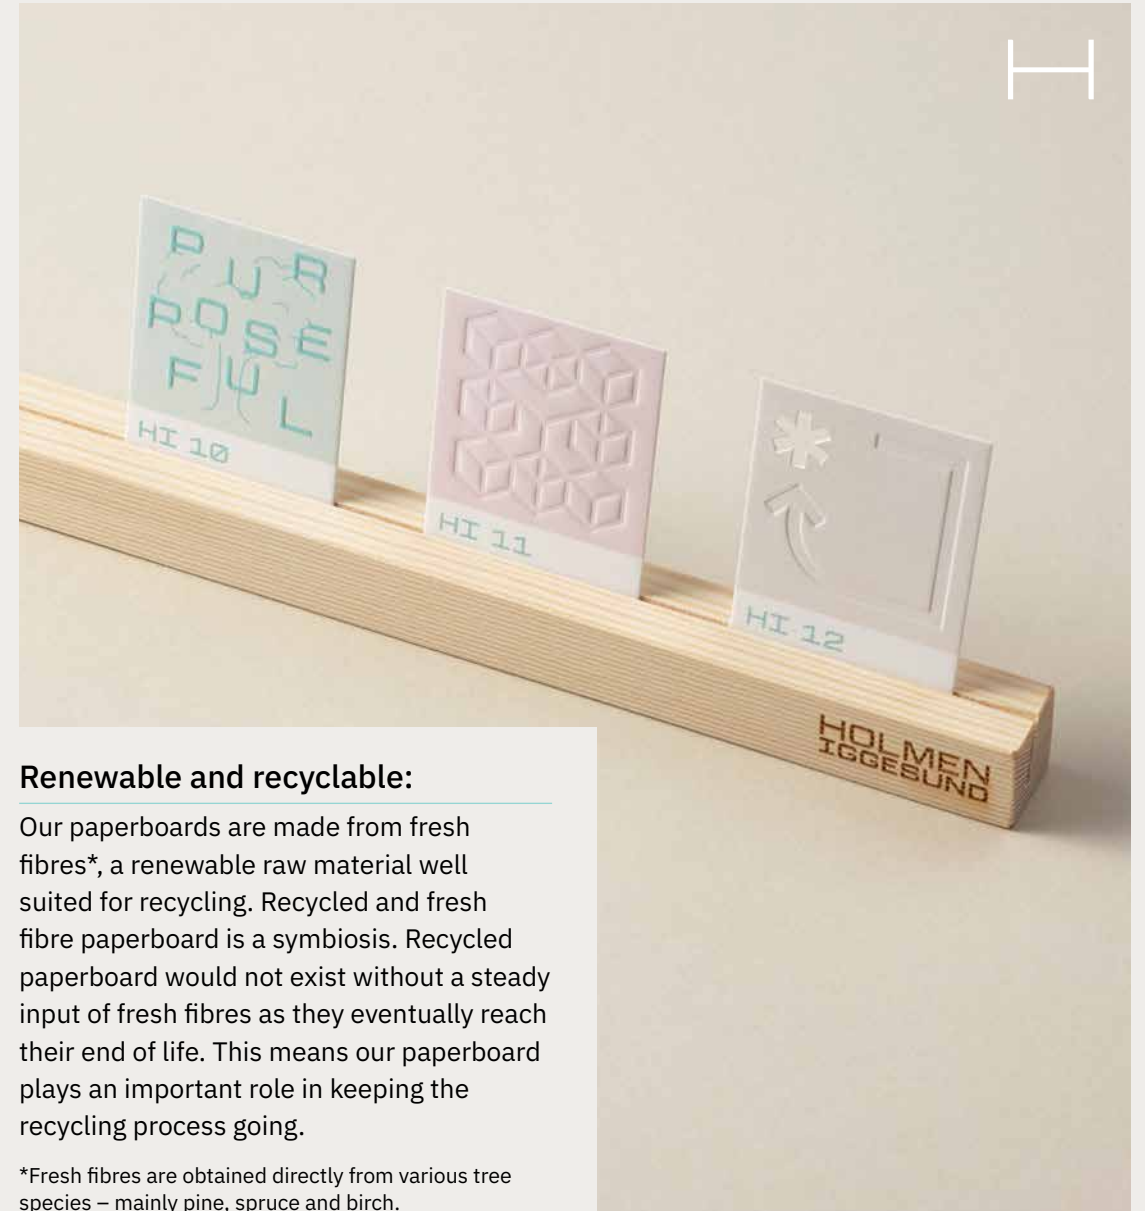 PUR
POSE
FUL
HI 10
HI 11
HI 12
HOLMEN
IGGESUND
Renewable and recyclable:
Our paperboards are made from fresh
fibres*, a renewable raw material well
suited for recycling. Recycled and fresh
fibre paperboard is a symbiosis. Recycled
paperboard would not exist without a steady
input of fresh fibres as they eventually reach
their end of life. This means our paperboard
plays an important role in keeping the
recycling process going.
*Fresh fibres are obtained directly from various tree
species – mainly pine, spruce and birch.